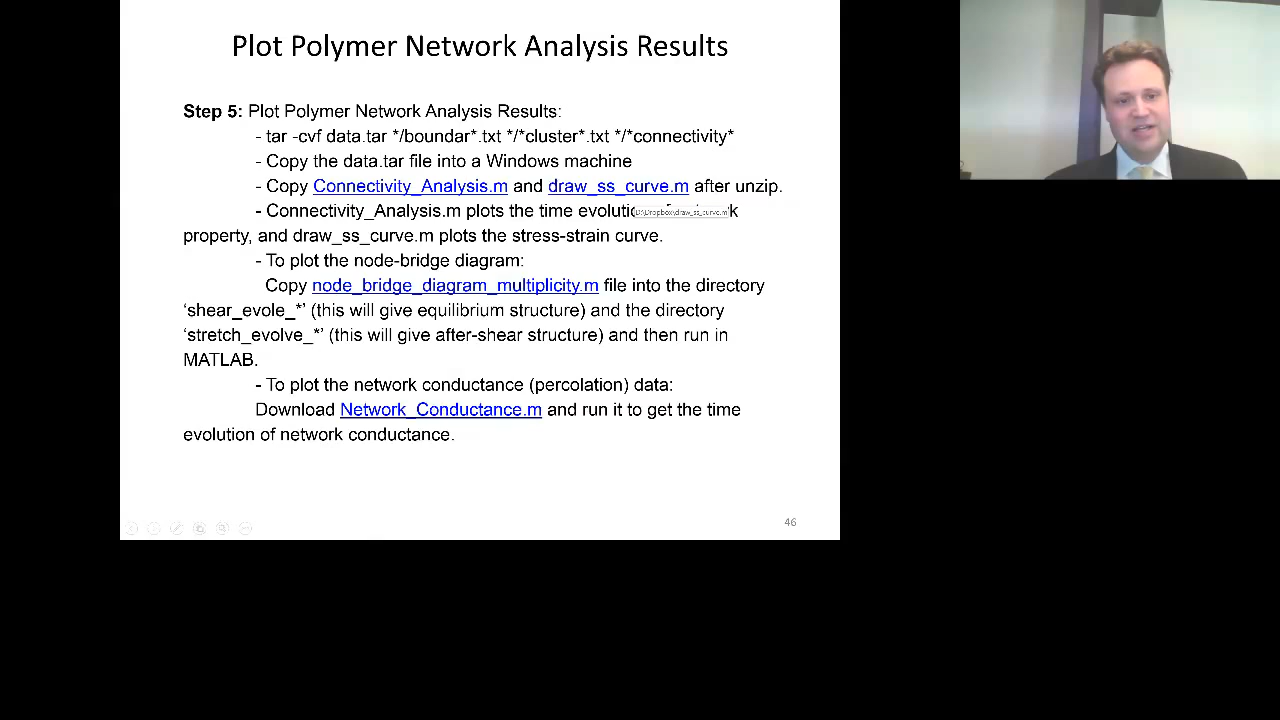 Plot Polymer Network Analysis Results
Step 5: Plot Polymer Network Analysis Results:
- tar -cvf data.tar */boundar*.txt */*cluster*.txt */*connectivity*
- Copy the data.tar file into a Windows machine
- Copy Connectivity_Analysis.m and draw_ss_curve.m after unzip.
- Connectivity_Analysis.m plots the time
D:\Dropbox\draw_ss_curve.m
property, and draw_ss_curve.m plots the stress-strain curve.
- To plot the node-bridge diagram:
Copy node_bridge_diagram_multiplicity.m file into the directory
‘shear_evole_*’ (this will give equilibrium structure) and the directory
‘stretch_evolve_*’ (this will give after-shear structure) and then run in
MATLAB.
- To plot the network conductance (percolation) data:
Download Network_Conductance.m and run it to get the time
evolution of network conductance.
46